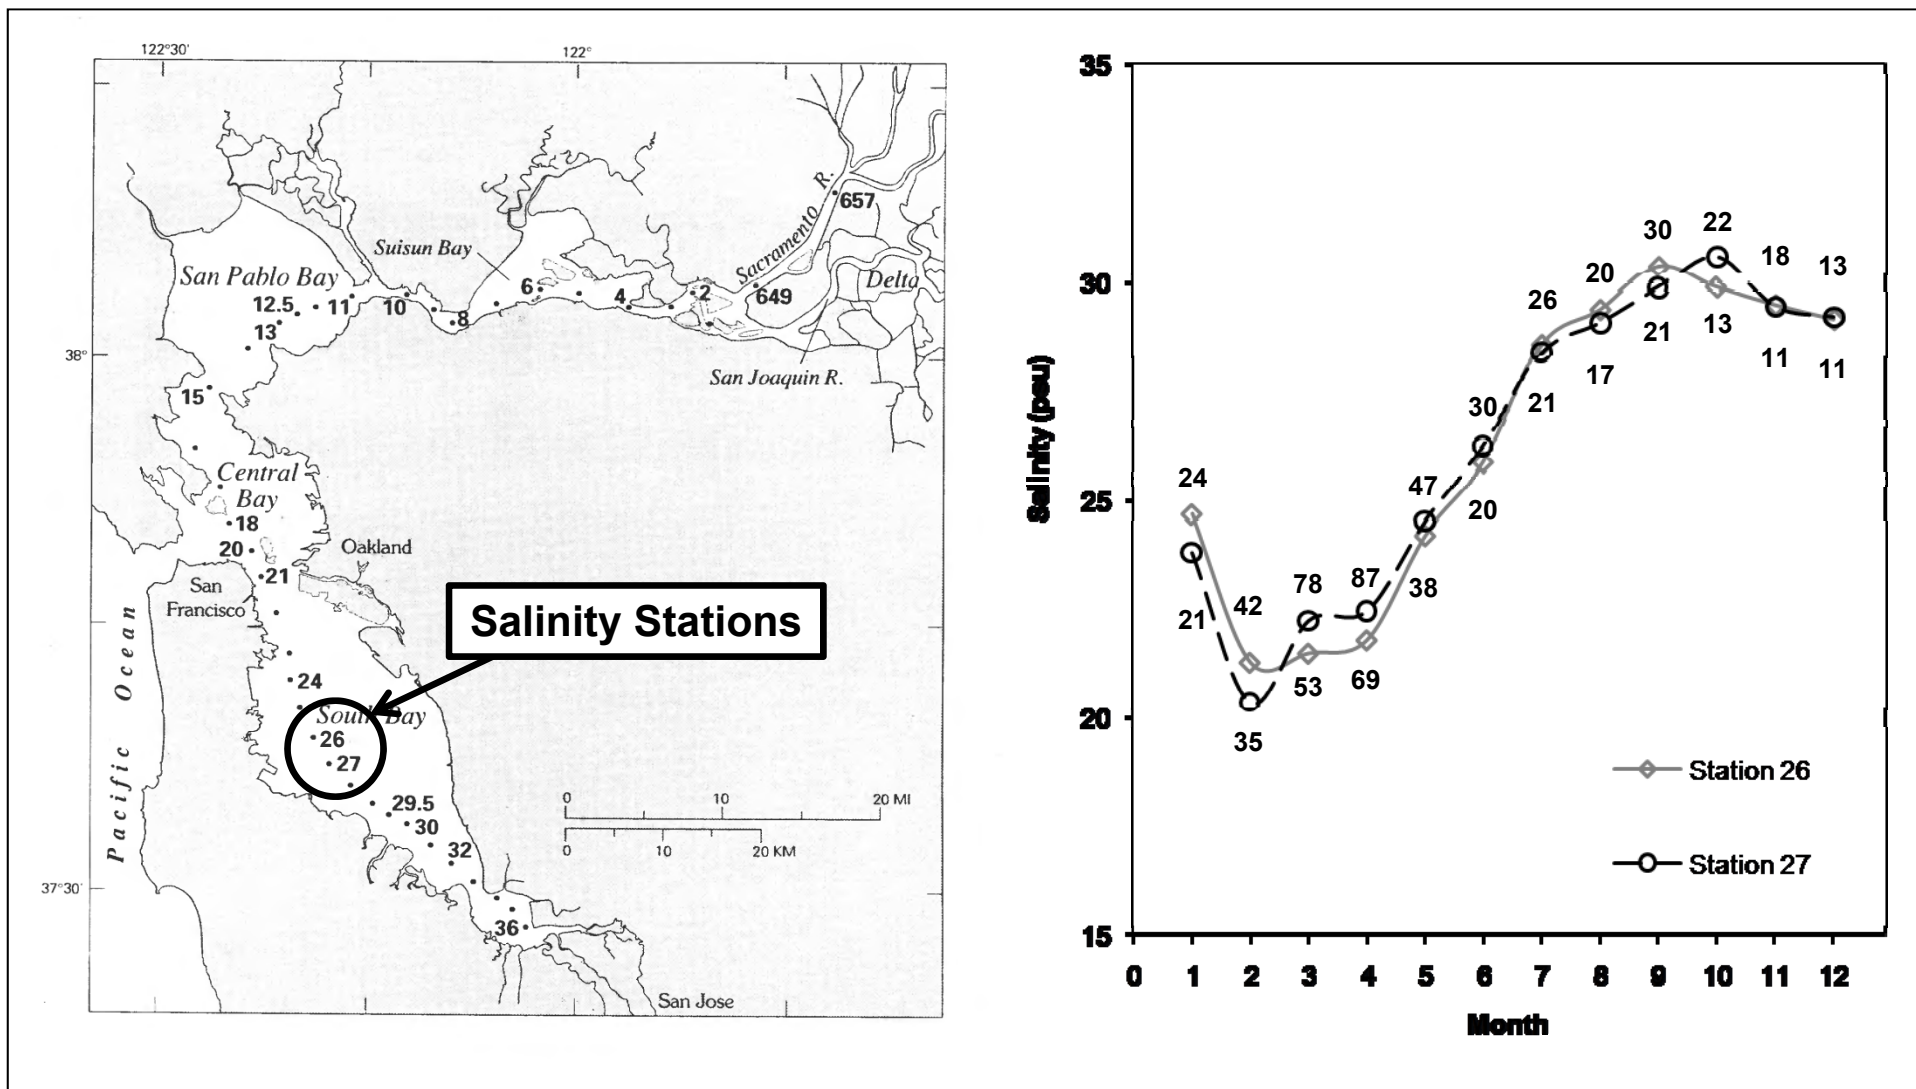 122°30'
122°
657
Sacramento R.
Suisun Bay
San Pablo Bay
Delta
6
2
4
649
12.5
11
10
8
13
38°
San Joaquin R.
15
Central
Bay
18
20
Oakland
21
San
Francisco
Salinity Stations
Pacific Ocean
24
South Bay
26
27
29.5
30
32
0 10 20 MI
0 10 20 KM
37°30'
36
San Jose
35
30
25
20
15
Salinity (psu)
24
21
42
35
78
53
87
69
47
38
30
20
26
21
20
17
30
21
22
13
18
11
13
11
Station 26
Station 27
0 1 2 3 4 5 6 7 8 9 10 11 12
Month